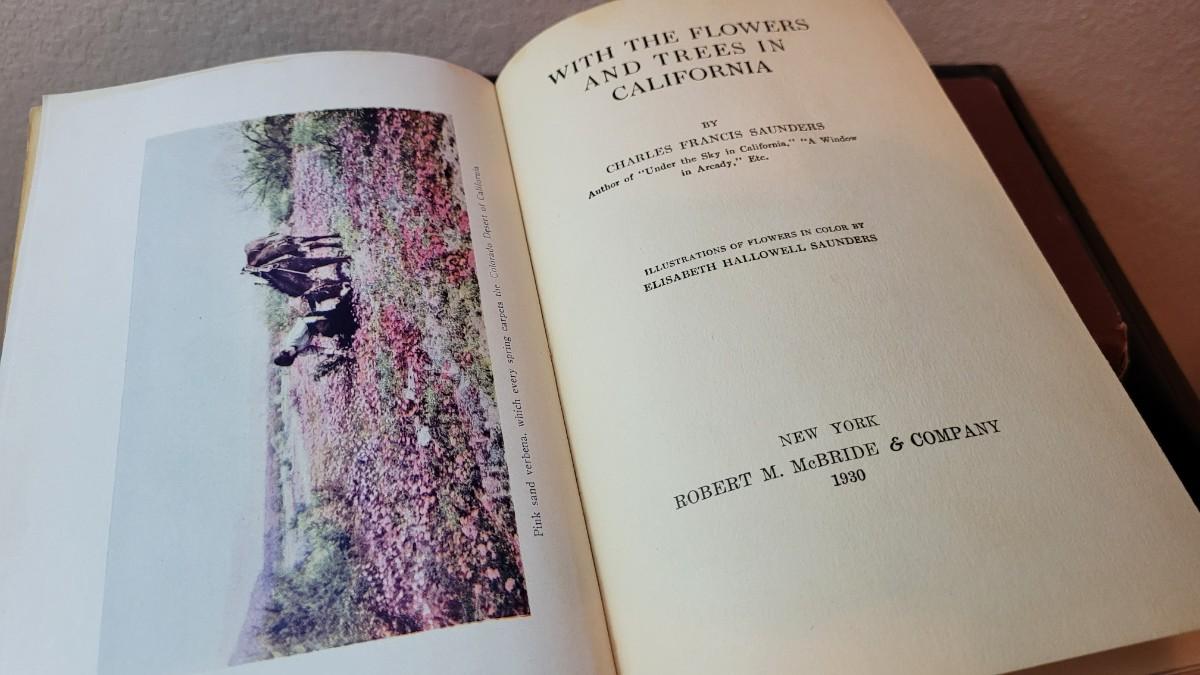 Pink sand verbena, which every spring carpets the Colorado Desert of California
WITH THE FLOWERS
AND TREES IN
CALIFORNIA
BY
CHARLES FRANCIS SAUNDERS
Author of "Under the Sky in California," "A Window
in Arcady," Etc.
ILLUSTRATIONS OF FLOWERS IN COLOR BY
ELISABETH HALLOWELL SAUNDERS
NEW YORK
ROBERT M. McBRIDE & COMPANY
1930